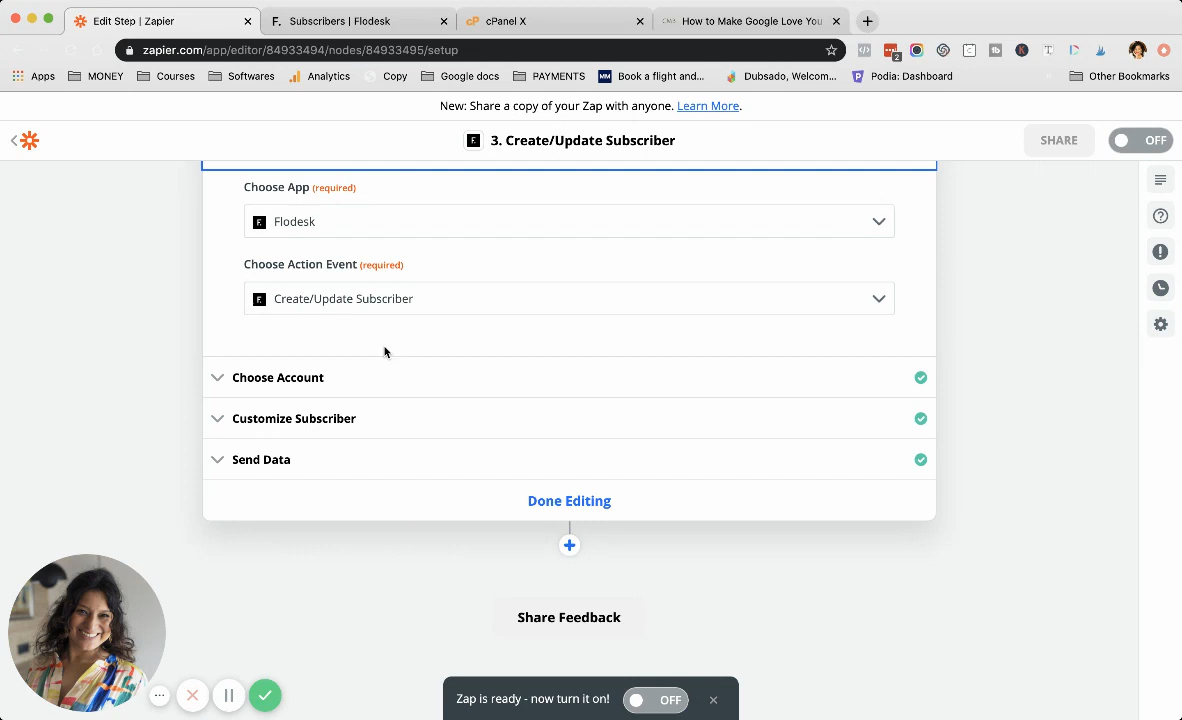 Edit Step | Zapier
Subscribers | Flodesk
cPanel X
How to Make Google Love You
zapier.com/app/editor/84933494/nodes/84933495/setup
2
Apps
MONEY
Courses
Softwares
Analytics
Copy
Google docs
PAYMENTS
MM
Book a flight and...
Dubsado, Welcom...
Podia: Dashboard
Other Bookmarks
New: Share a copy of your Zap with anyone. Learn More.
3. Create/Update Subscriber
SHARE
OFF
Choose App (required)
Flodesk
Choose Action Event (required)
Create/Update Subscriber
Choose Account
Customize Subscriber
Send Data
Done Editing
Share Feedback
Zap is ready - now turn it on!
OFF